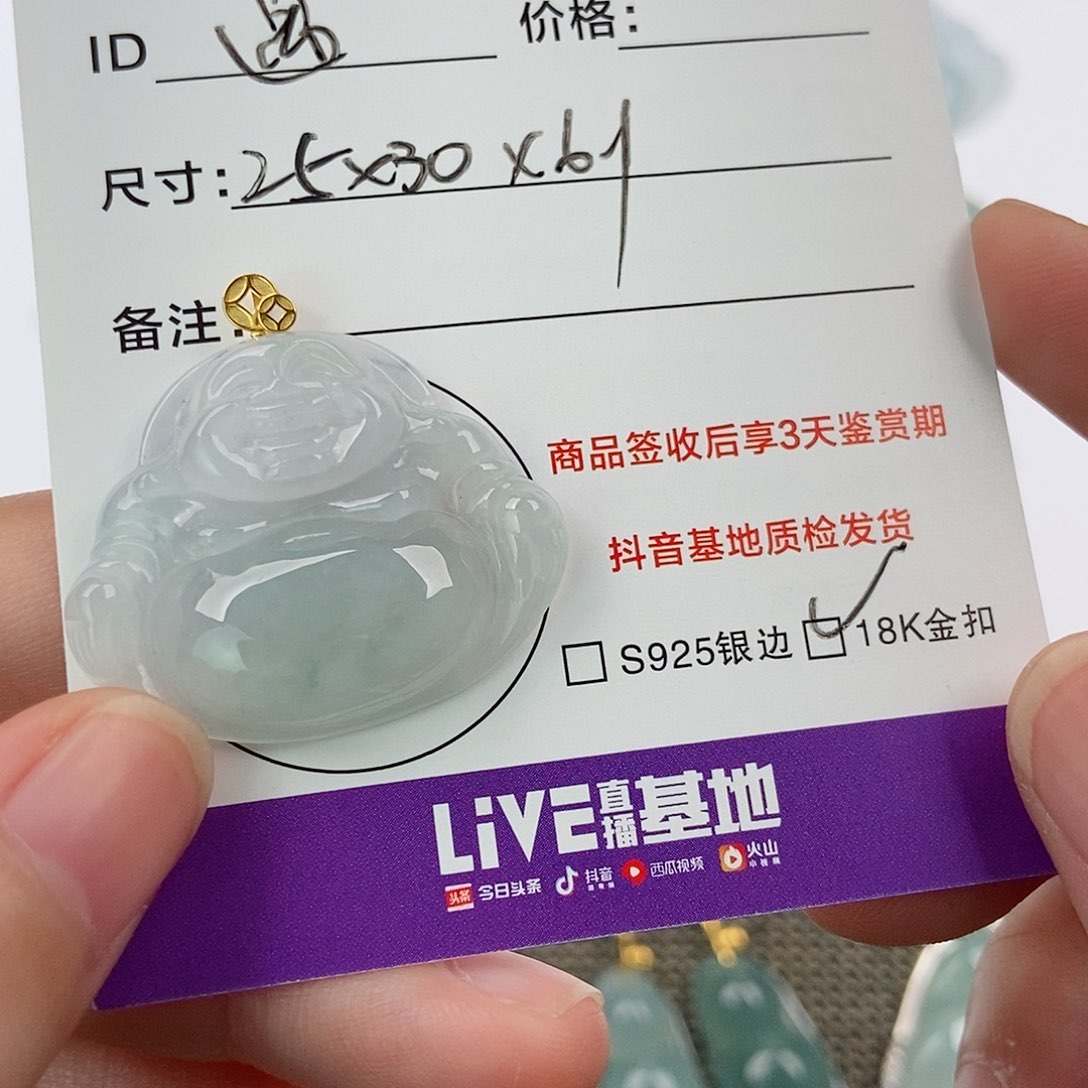 ID
价格:
尺寸: 25x30 x61
备注:
商品签收后享3天鉴赏期
抖音基地质检发货
□ S925银边 ☑ 18K金扣
LiVE直播基地
头条 今日头条 抖音 西瓜视频 火山